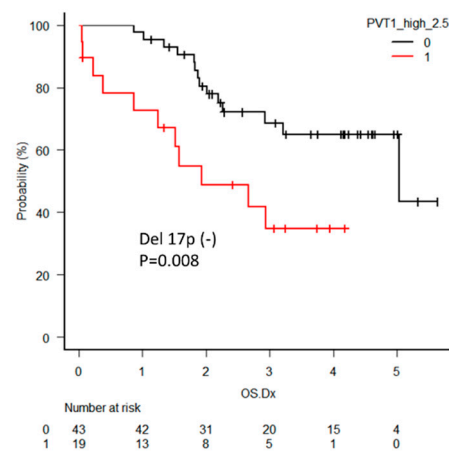 PVT1_high_2.5
0
1
100
80
60
40
20
0
Probability (%)
Del 17p (-)
P=0.008
0 1 2 3 4 5
OS.Dx
Number at risk
0 43 42 31 20 15 4
1 19 13 8 5 1 0